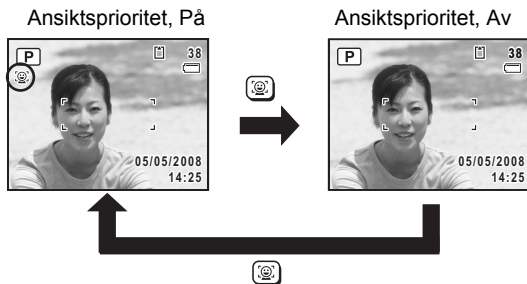 Ansiktsprioritet, På
Ansiktsprioritet, Av
P
38
05/05/2008
14:25
P
38
05/05/2008
14:25